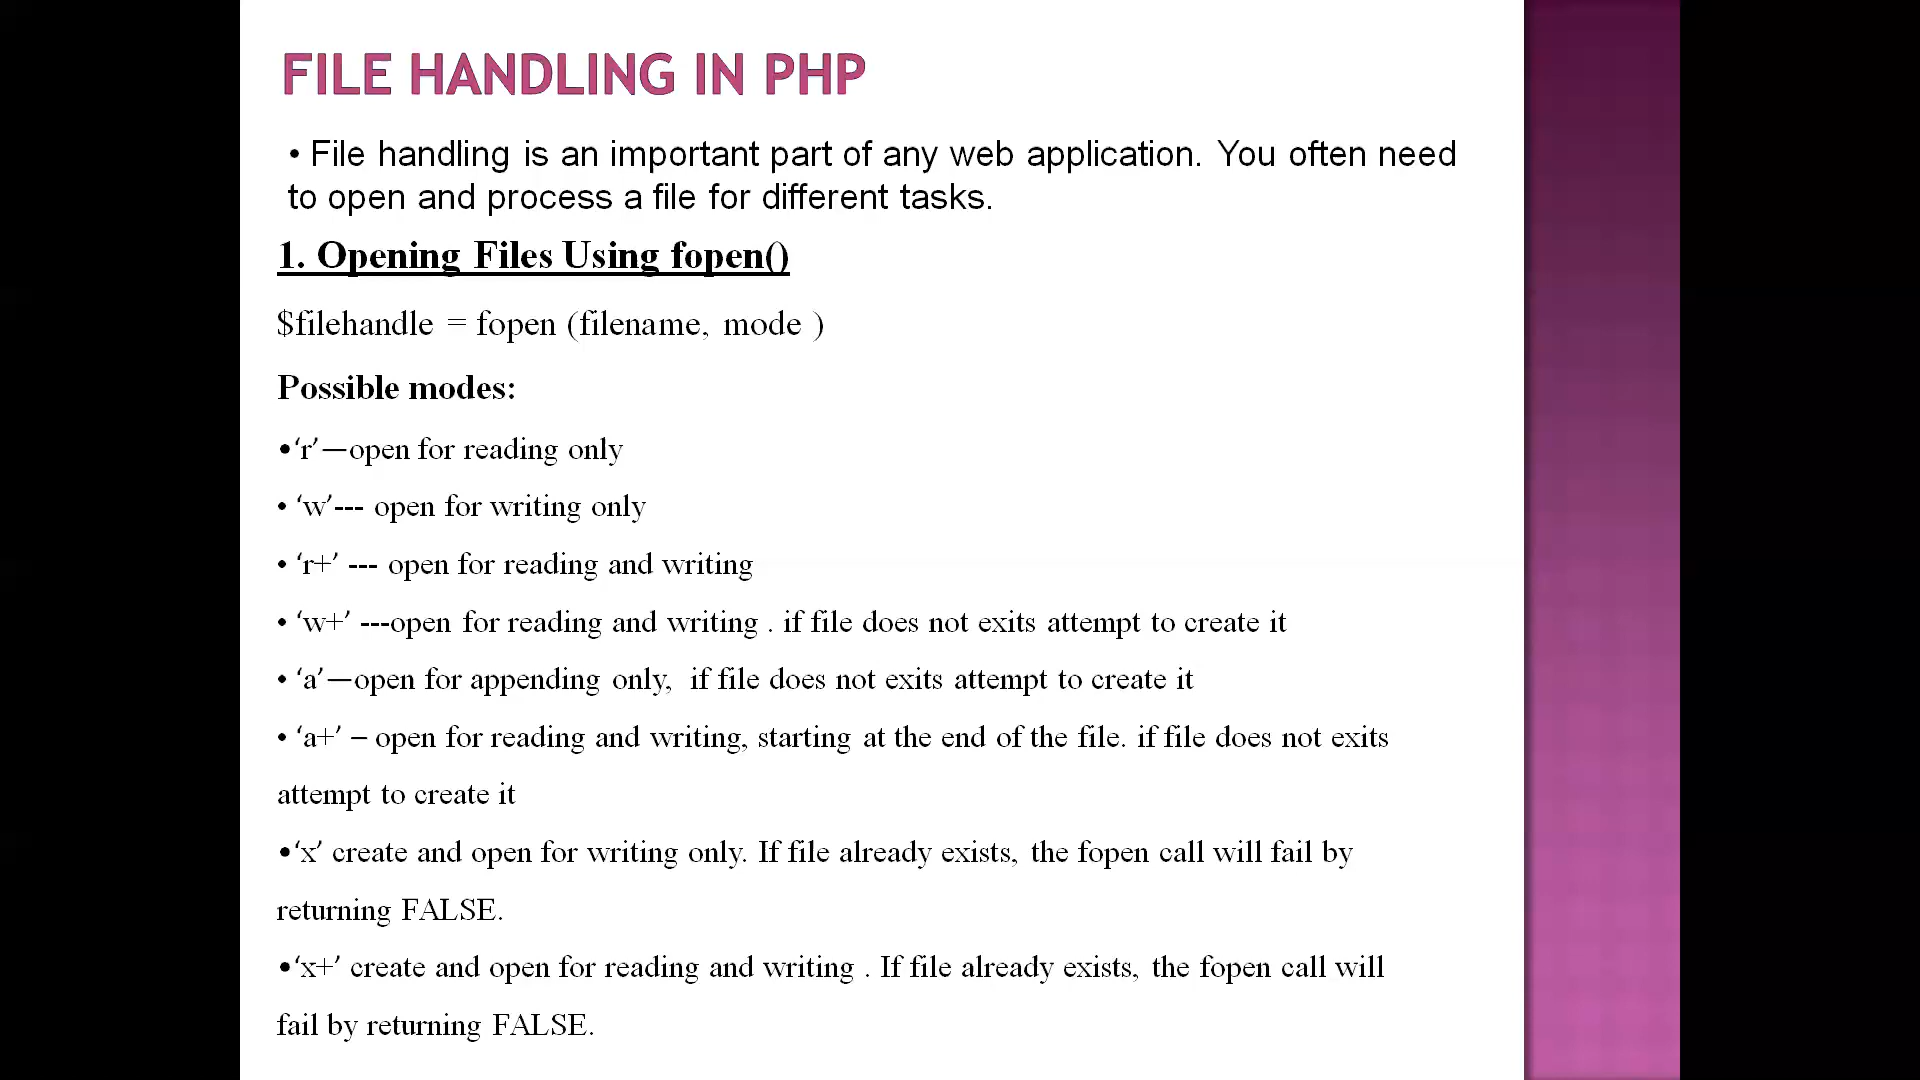 FILE HANDLING IN PHP
• File handling is an important part of any web application. You often need
to open and process a file for different tasks.
1. Opening Files Using fopen()
$filehandle = fopen (filename, mode )
Possible modes:
•‘r’—open for reading only
• ‘w’--- open for writing only
• ‘r+’ --- open for reading and writing
• ‘w+’ ---open for reading and writing . if file does not exits attempt to create it
• ‘a’—open for appending only,  if file does not exits attempt to create it
• ‘a+’ – open for reading and writing, starting at the end of the file. if file does not exits
attempt to create it
•‘x’ create and open for writing only. If file already exists, the fopen call will fail by
returning FALSE.
•‘x+’ create and open for reading and writing . If file already exists, the fopen call will
fail by returning FALSE.